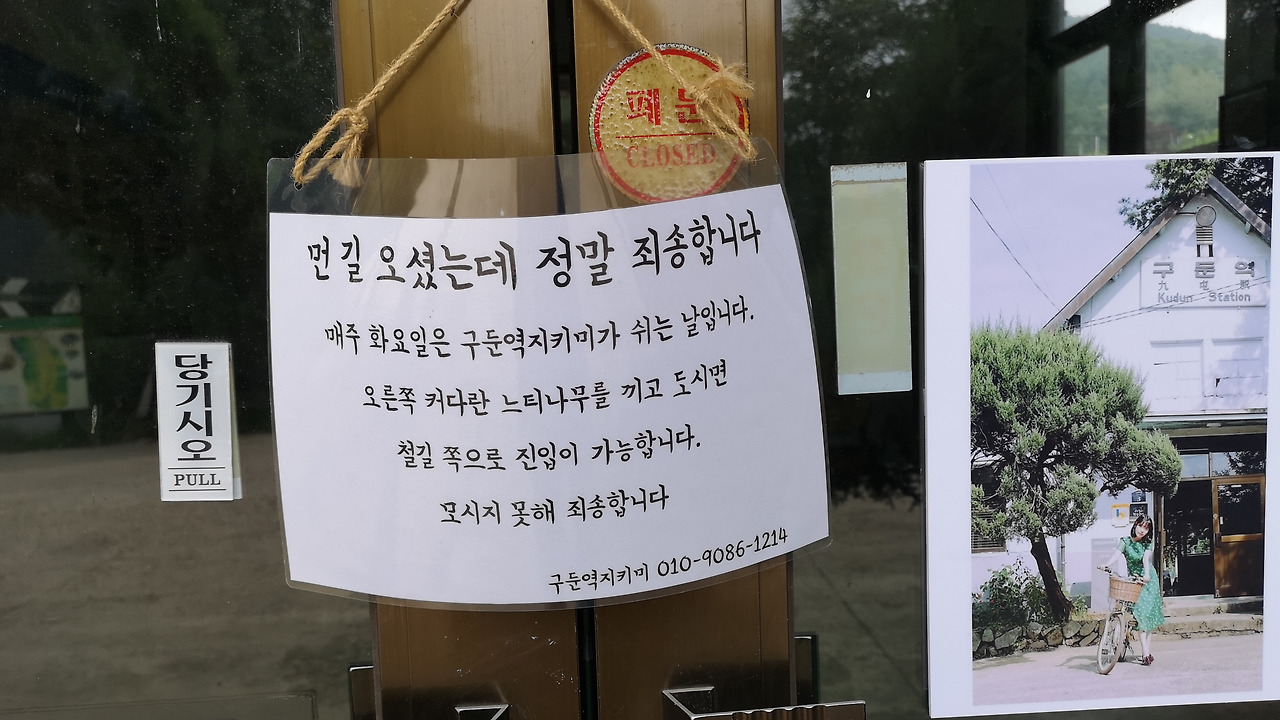 폐문
CLOSED
먼 길 오셨는데 정말 죄송합니다
매주 화요일은 구둔역지키미가 쉬는 날입니다.
오른쪽 커다란 느티나무를 끼고 도시면
철길 쪽으로 진입이 가능합니다.
모시지 못해 죄송합니다
구둔역지키미 010-9086-1214
당기시오
PULL
구둔역
九屯驛
Kudun Station